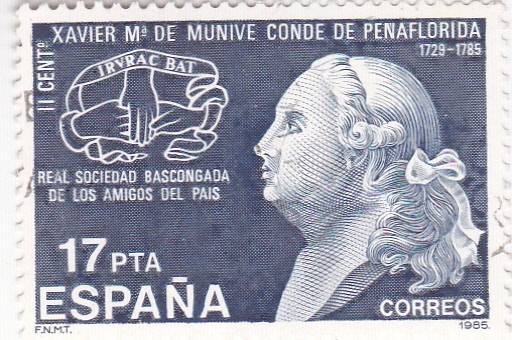 II CENTº
XAVIER Mª DE MUNIVE CONDE DE PEÑAFLORIDA
1729-1785
IRVRAC BAT
REAL SOCIEDAD BASCONGADA
DE LOS AMIGOS DEL PAIS
17 PTA
ESPAÑA
CORREOS
F.N.M.T.
1985.